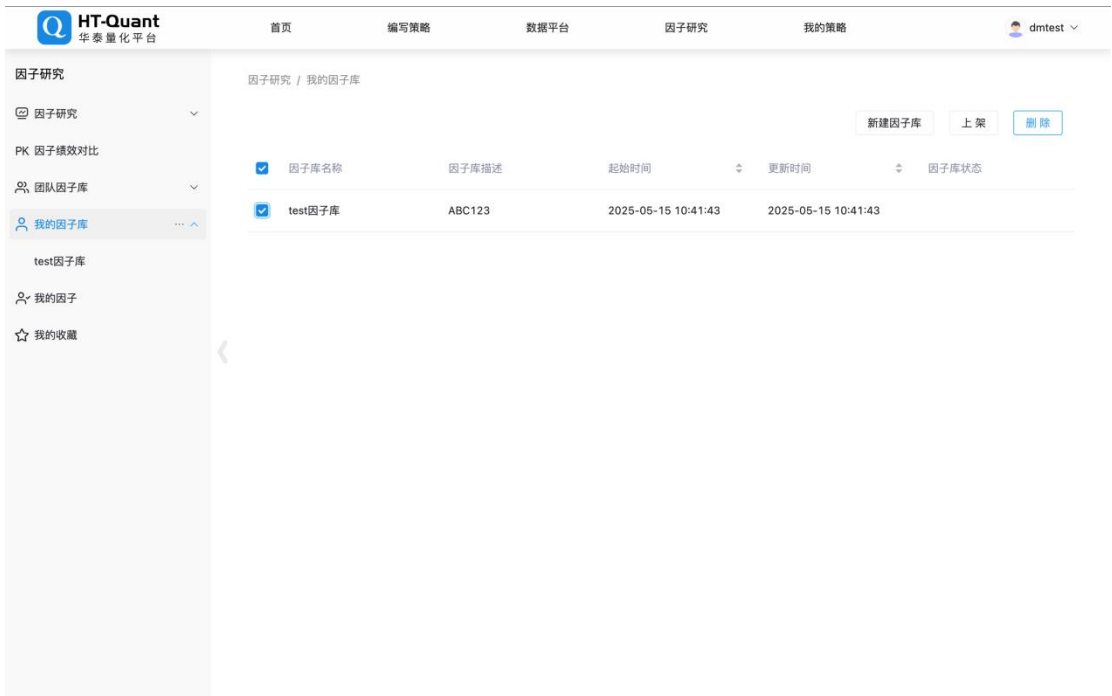 Q HT-Quant
华泰量化平台
首页 编写策略 数据平台 因子研究 我的策略 dmtest
因子研究
因子研究
PK 因子绩效对比
团队因子库
我的因子库 ...
test因子库
我的因子
我的收藏
因子研究 / 我的因子库
新建因子库 上架 删除
因子库名称 因子库描述 起始时间 更新时间 因子库状态
test因子库 ABC123 2025-05-15 10:41:43 2025-05-15 10:41:43